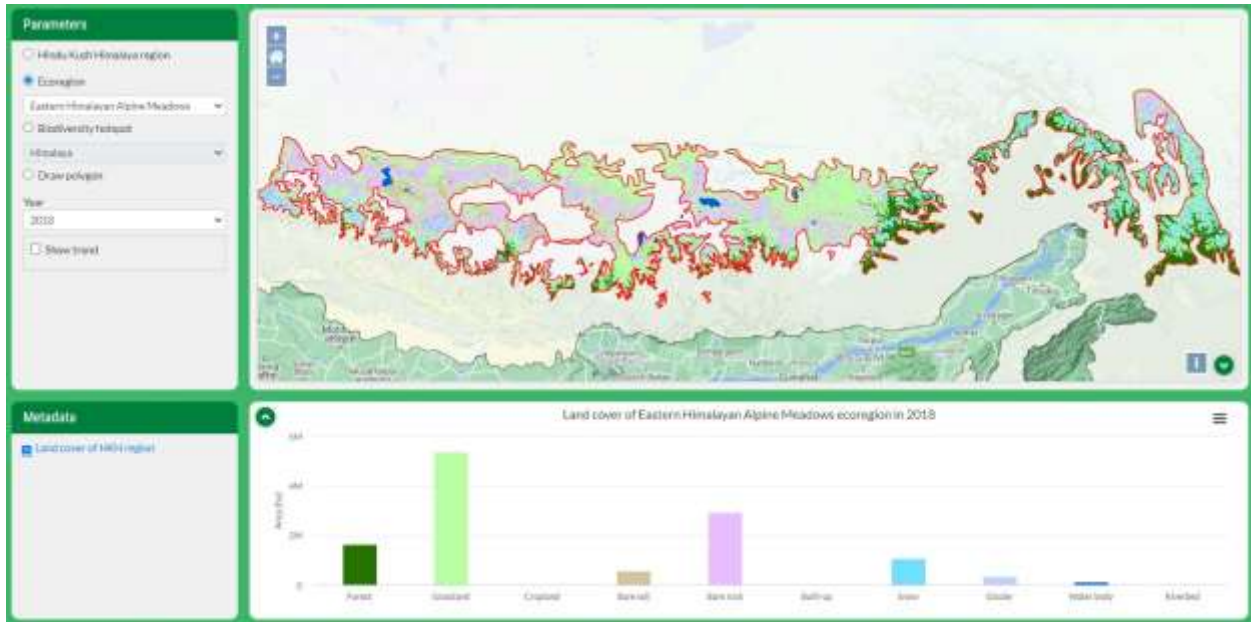 Parameters
Hindu Kush Himalaya region
Ecoregion
Eastern Himalayan Alpine Meadows
Biodiversity hotspot
Himalaya
Draw polygon
Year
2018
Show trend
Metadata
Land cover of HKH region
Land cover of Eastern Himalayan Alpine Meadows ecoregion in 2018
Area (ha)
6M
4M
2M
0
Forest
Grassland
Cropland
Bare soil
Bare rock
Built-up
Snow
Glacier
Water body
Riverbed